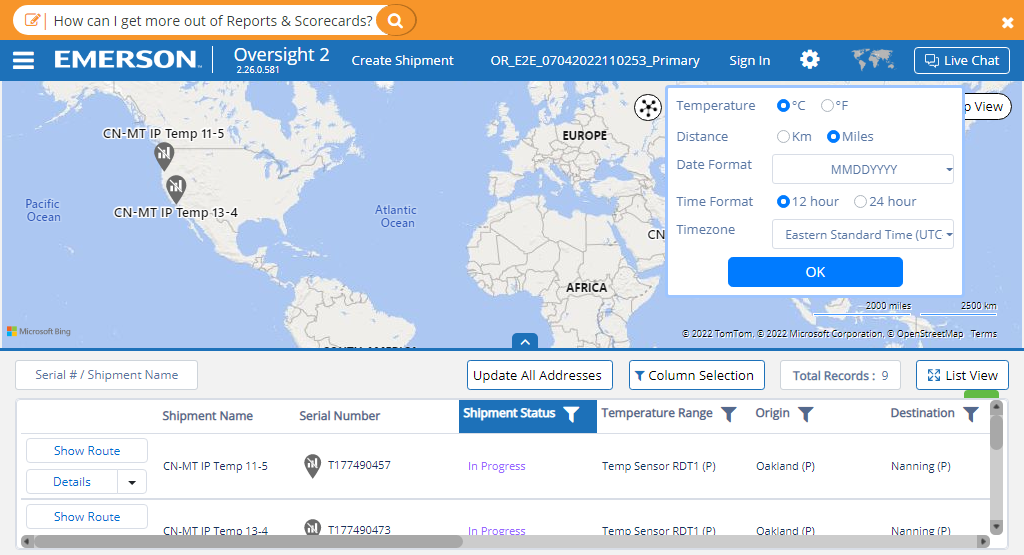 How can I get more out of Reports & Scorecards?
EMERSON
Oversight 2
2.26.0.581
Create Shipment
OR_E2E_07042022110253_Primary
Sign In
Live Chat
CN-MT IP Temp 11-5
CN-MT IP Temp 13-4
Pacific
Ocean
Atlantic
Ocean
EUROPE
AFRICA
CN
p View
Temperature °C °F
Distance Km Miles
Date Format MMDDYYYY
Time Format 12 hour 24 hour
Timezone Eastern Standard Time (UTC
OK
2000 miles 2500 km
Microsoft Bing
© 2022 TomTom, © 2022 Microsoft Corporation, © OpenStreetMap Terms
Serial # / Shipment Name
Update All Addresses
Column Selection
Total Records : 9
List View
Shipment Name Serial Number Shipment Status Temperature Range Origin Destination
Show Route
Details
CN-MT IP Temp 11-5 T177490457 In Progress Temp Sensor RDT1 (P) Oakland (P) Nanning (P)
Show Route
CN-MT IP Temp 13-4 T177490473 In Progress Temp Sensor RDT1 (P) Oakland (P) Nanning (P)